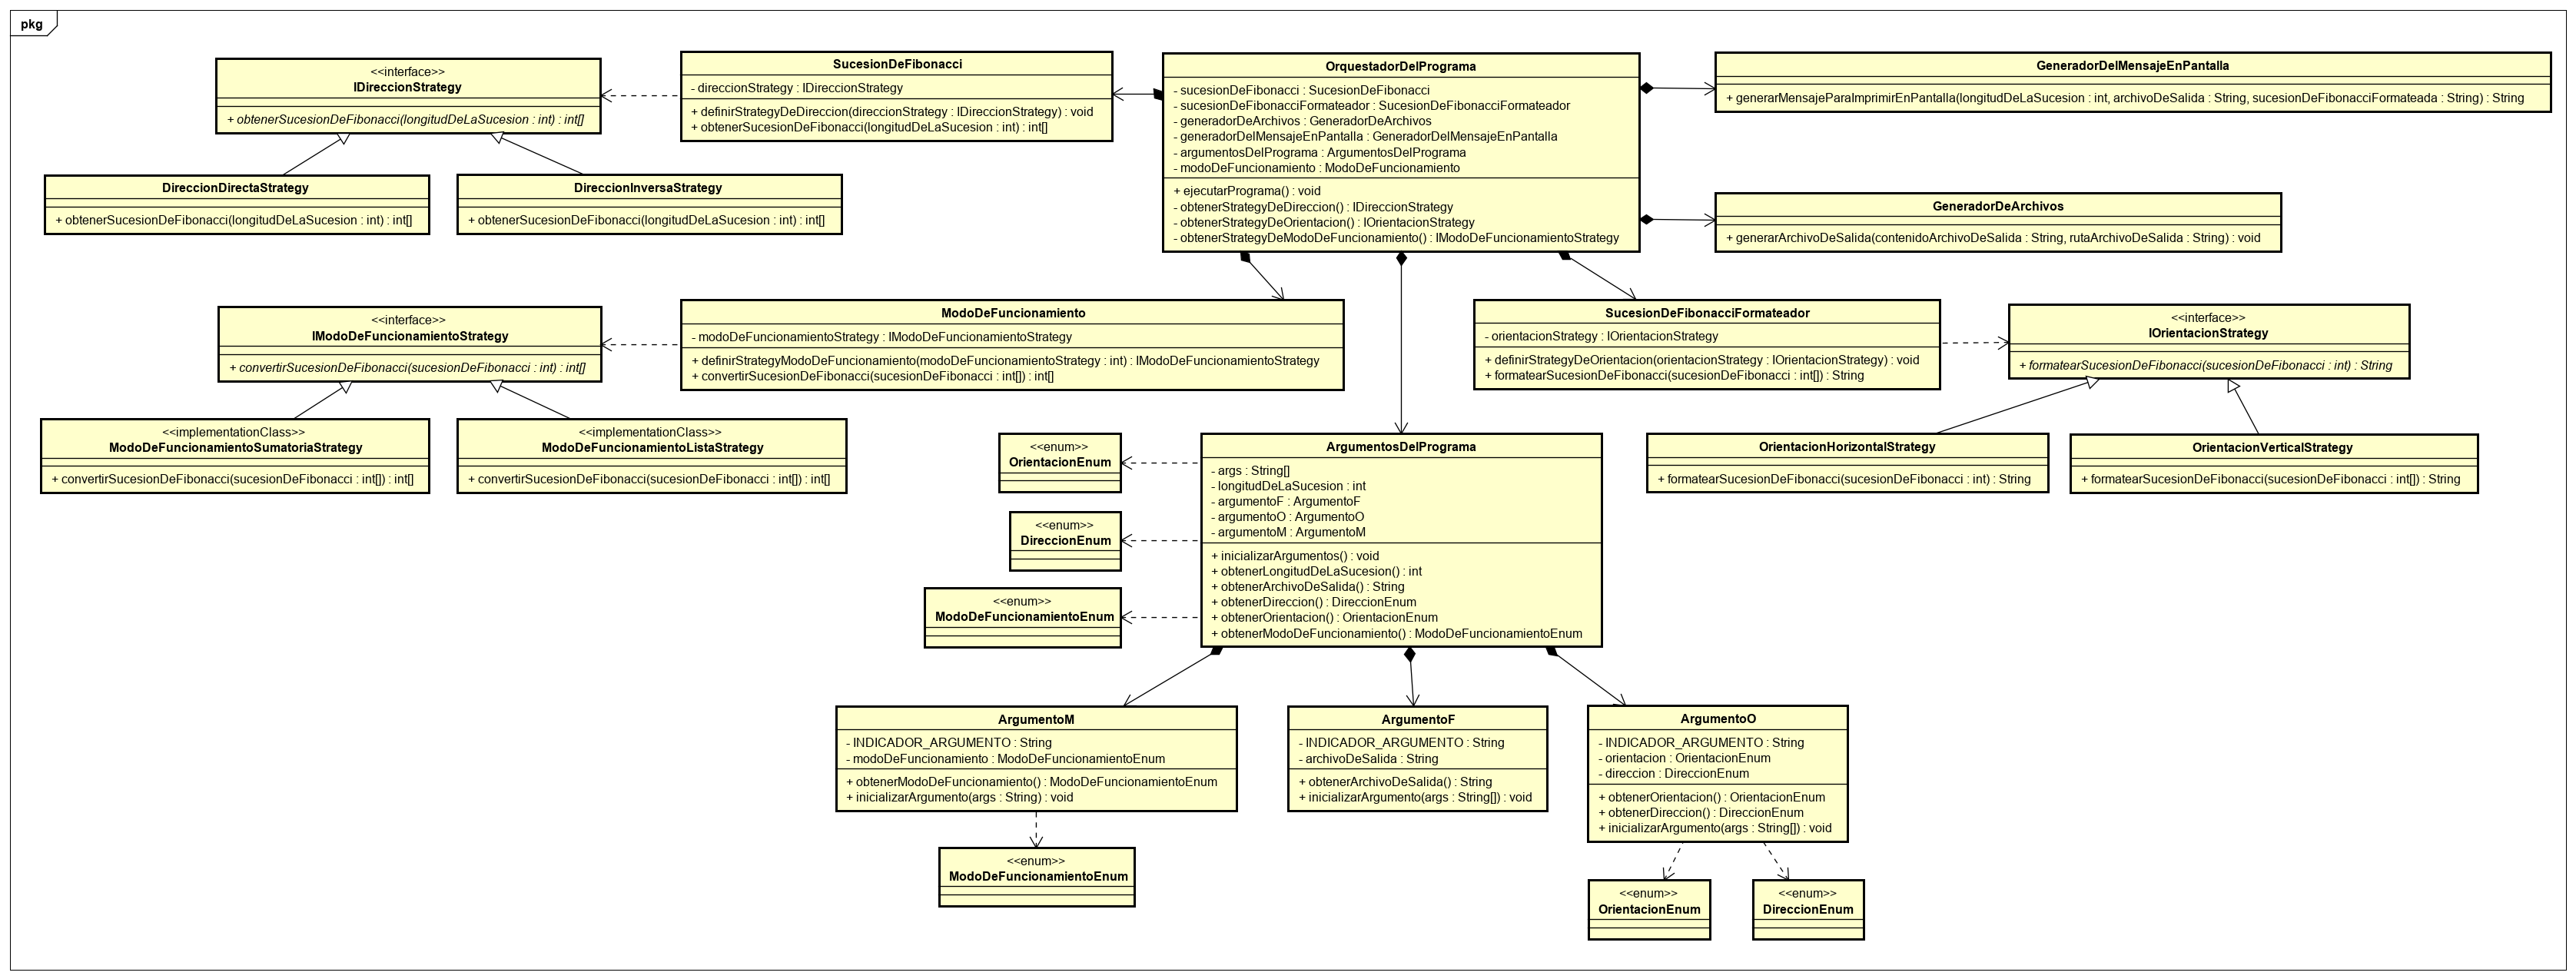 pkg
<<interface>>
IDireccionStrategy
+ obtenerSucesionDeFibonacci(longitudDeLaSucesion : int) : int[]
SucesionDeFibonacci
- direccionStrategy : IDireccionStrategy
+ definirStrategyDeDireccion(direccionStrategy : IDireccionStrategy) : void
+ obtenerSucesionDeFibonacci(longitudDeLaSucesion : int) : int[]
OrquestadorDelPrograma
- sucesionDeFibonacci : SucesionDeFibonacci
- sucesionDeFibonacciFormateador : SucesionDeFibonacciFormateador
- generadorDeArchivos : GeneradorDeArchivos
- generadorDelMensajeEnPantalla : GeneradorDelMensajeEnPantalla
- argumentosDelPrograma : ArgumentosDelPrograma
- modoDeFuncionamiento : ModoDeFuncionamiento
+ ejecutarPrograma() : void
- obtenerStrategyDeDireccion() : IDireccionStrategy
- obtenerStrategyDeOrientacion() : IOrientacionStrategy
- obtenerStrategyDeModoDeFuncionamiento() : IModoDeFuncionamientoStrategy
GeneradorDelMensajeEnPantalla
+ generarMensajeParaImprimirEnPantalla(longitudDeLaSucesion : int, archivoDeSalida : String, sucesionDeFibonacciFormateada : String) : String
DireccionDirectaStrategy
+ obtenerSucesionDeFibonacci(longitudDeLaSucesion : int) : int[]
DireccionInversaStrategy
+ obtenerSucesionDeFibonacci(longitudDeLaSucesion : int) : int[]
GeneradorDeArchivos
+ generarArchivoDeSalida(contenidoArchivoDeSalida : String, rutaArchivoDeSalida : String) : void
<<interface>>
IModoDeFuncionamientoStrategy
+ convertirSucesionDeFibonacci(sucesionDeFibonacci : int) : int[]
ModoDeFuncionamiento
- modoDeFuncionamientoStrategy : IModoDeFuncionamientoStrategy
+ definirStrategyModoDeFuncionamiento(modoDeFuncionamientoStrategy : int) : IModoDeFuncionamientoStrategy
+ convertirSucesionDeFibonacci(sucesionDeFibonacci : int[]) : int[]
SucesionDeFibonacciFormateador
- orientacionStrategy : IOrientacionStrategy
+ definirStrategyDeOrientacion(orientacionStrategy : IOrientacionStrategy) : void
+ formatearSucesionDeFibonacci(sucesionDeFibonacci : int[]) : String
<<interface>>
IOrientacionStrategy
+ formatearSucesionDeFibonacci(sucesionDeFibonacci : int) : String
<<implementationClass>>
ModoDeFuncionamientoSumatoriaStrategy
+ convertirSucesionDeFibonacci(sucesionDeFibonacci : int[]) : int[]
<<implementationClass>>
ModoDeFuncionamientoListaStrategy
+ convertirSucesionDeFibonacci(sucesionDeFibonacci : int[]) : int[]
<<enum>>
OrientacionEnum
<<enum>>
DireccionEnum
<<enum>>
ModoDeFuncionamientoEnum
ArgumentosDelPrograma
- args : String[]
- longitudDeLaSucesion : int
- argumentoF : ArgumentoF
- argumentoO : ArgumentoO
- argumentoM : ArgumentoM
+ inicializarArgumentos() : void
+ obtenerLongitudDeLaSucesion() : int
+ obtenerArchivoDeSalida() : String
+ obtenerDireccion() : DireccionEnum
+ obtenerOrientacion() : OrientacionEnum
+ obtenerModoDeFuncionamiento() : ModoDeFuncionamientoEnum
OrientacionHorizontalStrategy
+ formatearSucesionDeFibonacci(sucesionDeFibonacci : int) : String
OrientacionVerticalStrategy
+ formatearSucesionDeFibonacci(sucesionDeFibonacci : int[]) : String
ArgumentoM
- INDICADOR_ARGUMENTO : String
- modoDeFuncionamiento : ModoDeFuncionamientoEnum
+ obtenerModoDeFuncionamiento() : ModoDeFuncionamientoEnum
+ inicializarArgumento(args : String) : void
ArgumentoF
- INDICADOR_ARGUMENTO : String
- archivoDeSalida : String
+ obtenerArchivoDeSalida() : String
+ inicializarArgumento(args : String[]) : void
ArgumentoO
- INDICADOR_ARGUMENTO : String
- orientacion : OrientacionEnum
- direccion : DireccionEnum
+ obtenerOrientacion() : OrientacionEnum
+ obtenerDireccion() : DireccionEnum
+ inicializarArgumento(args : String[]) : void
<<enum>>
ModoDeFuncionamientoEnum
<<enum>>
OrientacionEnum
<<enum>>
DireccionEnum